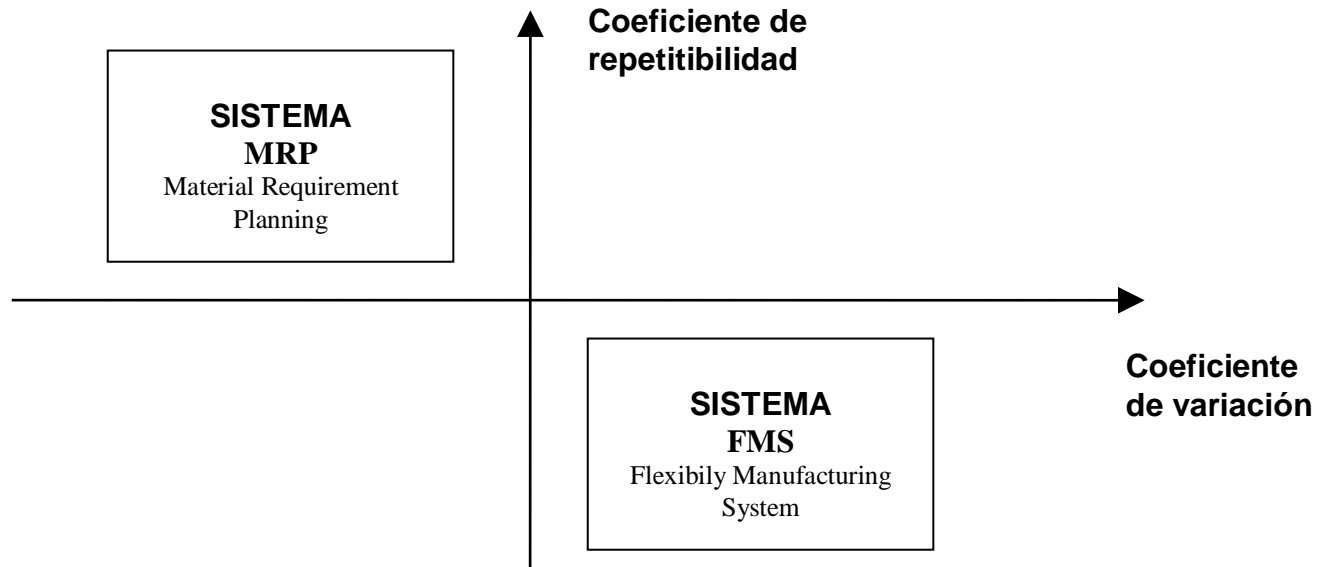 Coeficiente de
repetitibilidad
SISTEMA
MRP
Material Requirement
Planning
SISTEMA
FMS
Flexibily Manufacturing
System
Coeficiente
de variación